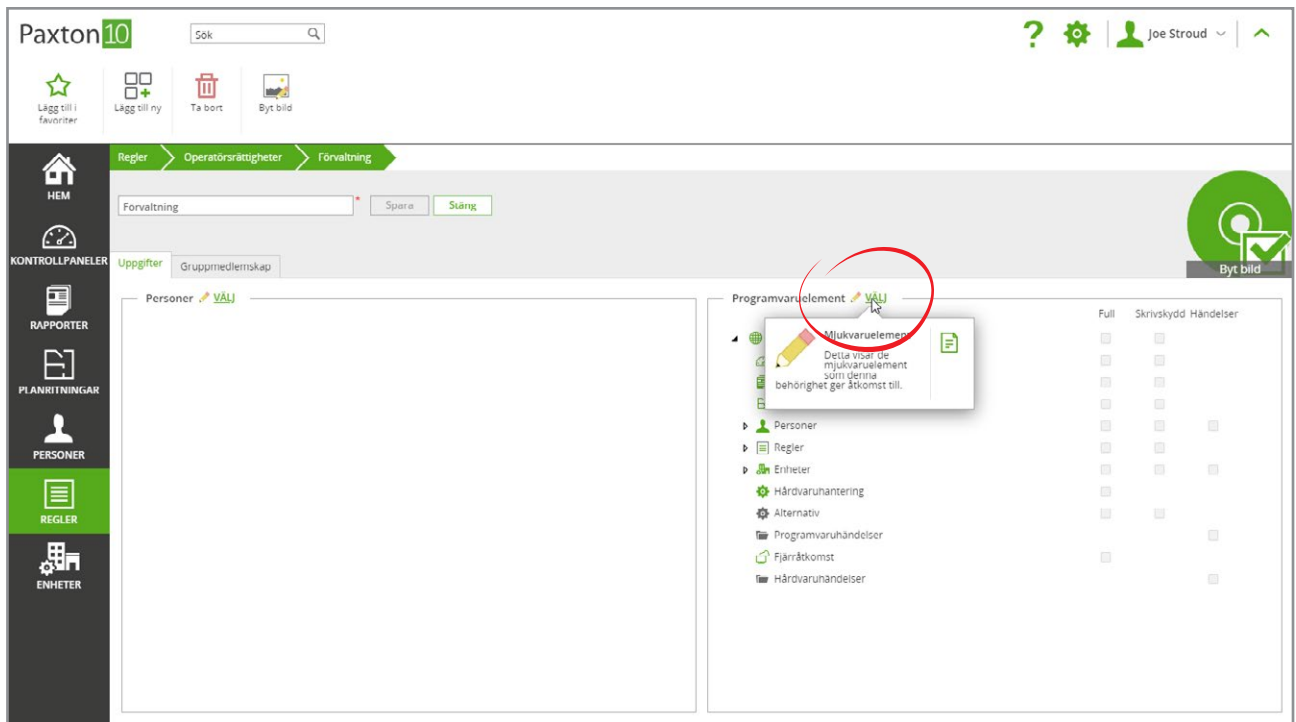 Paxton 10
Sök
Joe Stroud
Lägg till i
favoriter
Lägg till ny
Ta bort
Byt bild
HEM
KONTROLLPANELER
RAPPORTER
PLANRITNINGAR
PERSONER
REGLER
ENHETER
Regler
Operatörsrättigheter
Förvaltning
Forvaltning
*
Spara
Stäng
Byt bild
Uppgifter
Gruppmedlemskap
Personer VÄLJ
Programvaruelement VÄLJ
Full Skrivskydd Händelser
Mjukvaruelement
Detta visar de
mjukvaruelement
som denna
behörighet ger åtkomst till.
Personer
Regler
Enheter
Hårdvaruhantering
Alternativ
Programvaruhändelser
Fjärråtkomst
Hårdvaruhändelser